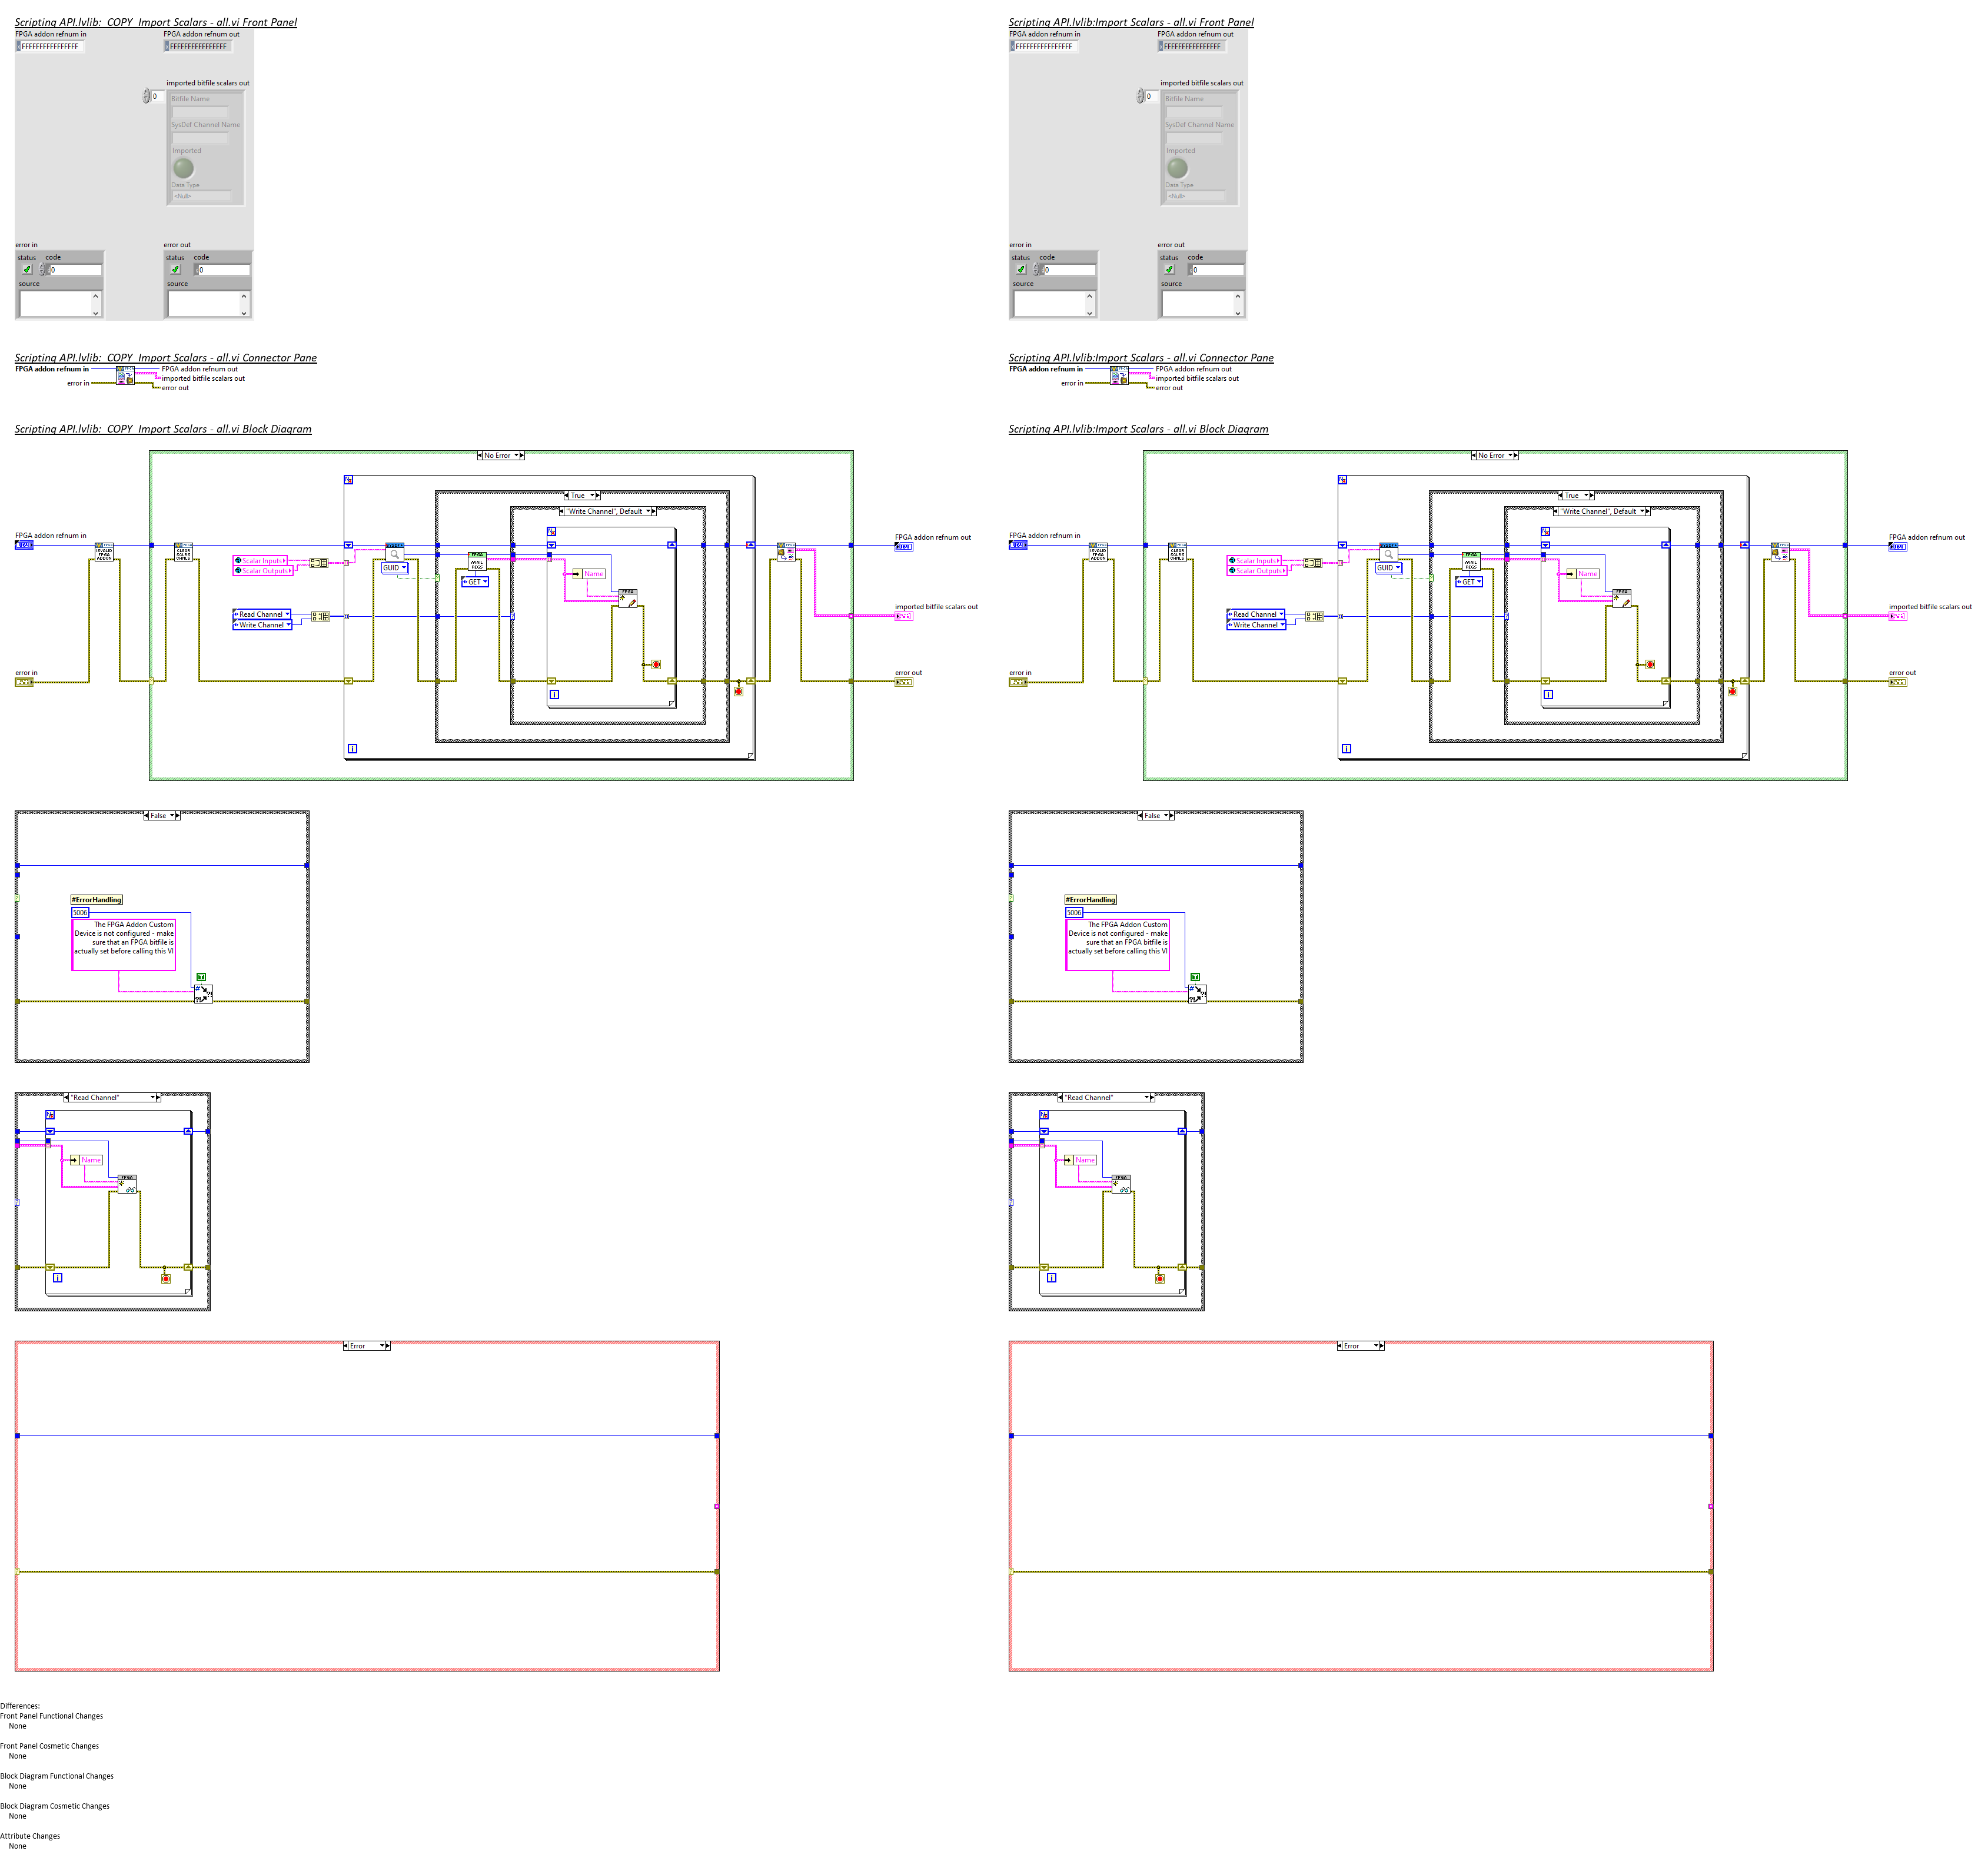 Scripting API.lvlib:_COPY_Import Scalars - all.vi Front Panel
FPGA addon refnum in
FPGA addon refnum out
FFFFFFFFFFFFFFFF
FFFFFFFFFFFFFFFF
imported bitfile scalars out
0
Bitfile Name
SysDef Channel Name
Imported
Data Type
<Null>
error in
error out
status code
status code
0
0
source
source
Scripting API.lvlib:Import Scalars - all.vi Front Panel
FPGA addon refnum in
FPGA addon refnum out
FFFFFFFFFFFFFFFF
FFFFFFFFFFFFFFFF
imported bitfile scalars out
0
Bitfile Name
SysDef Channel Name
Imported
Data Type
<Null>
error in
error out
status code
status code
0
0
source
source
Scripting API.lvlib:_COPY_Import Scalars - all.vi Connector Pane
FPGA addon refnum in
FPGA addon refnum out
imported bitfile scalars out
error in
error out
Scripting API.lvlib:Import Scalars - all.vi Connector Pane
FPGA addon refnum in
FPGA addon refnum out
imported bitfile scalars out
error in
error out
Scripting API.lvlib:_COPY_Import Scalars - all.vi Block Diagram
No Error
True
"Write Channel", Default
FPGA addon refnum in
FPGA addon refnum out
Scalar Inputs
Scalar Outputs
GUID
GET
Name
Read Channel
Write Channel
imported bitfile scalars out
error in
error out
Scripting API.lvlib:Import Scalars - all.vi Block Diagram
No Error
True
"Write Channel", Default
FPGA addon refnum in
FPGA addon refnum out
Scalar Inputs
Scalar Outputs
GUID
GET
Name
Read Channel
Write Channel
imported bitfile scalars out
error in
error out
False
#ErrorHandling
5006
The FPGA Addon Custom
Device is not configured - make
sure that an FPGA bitfile is
actually set before calling this VI
False
#ErrorHandling
5006
The FPGA Addon Custom
Device is not configured - make
sure that an FPGA bitfile is
actually set before calling this VI
"Read Channel"
Name
"Read Channel"
Name
Error
Error
Differences:
Front Panel Functional Changes
None
Front Panel Cosmetic Changes
None
Block Diagram Functional Changes
None
Block Diagram Cosmetic Changes
None
Attribute Changes
None